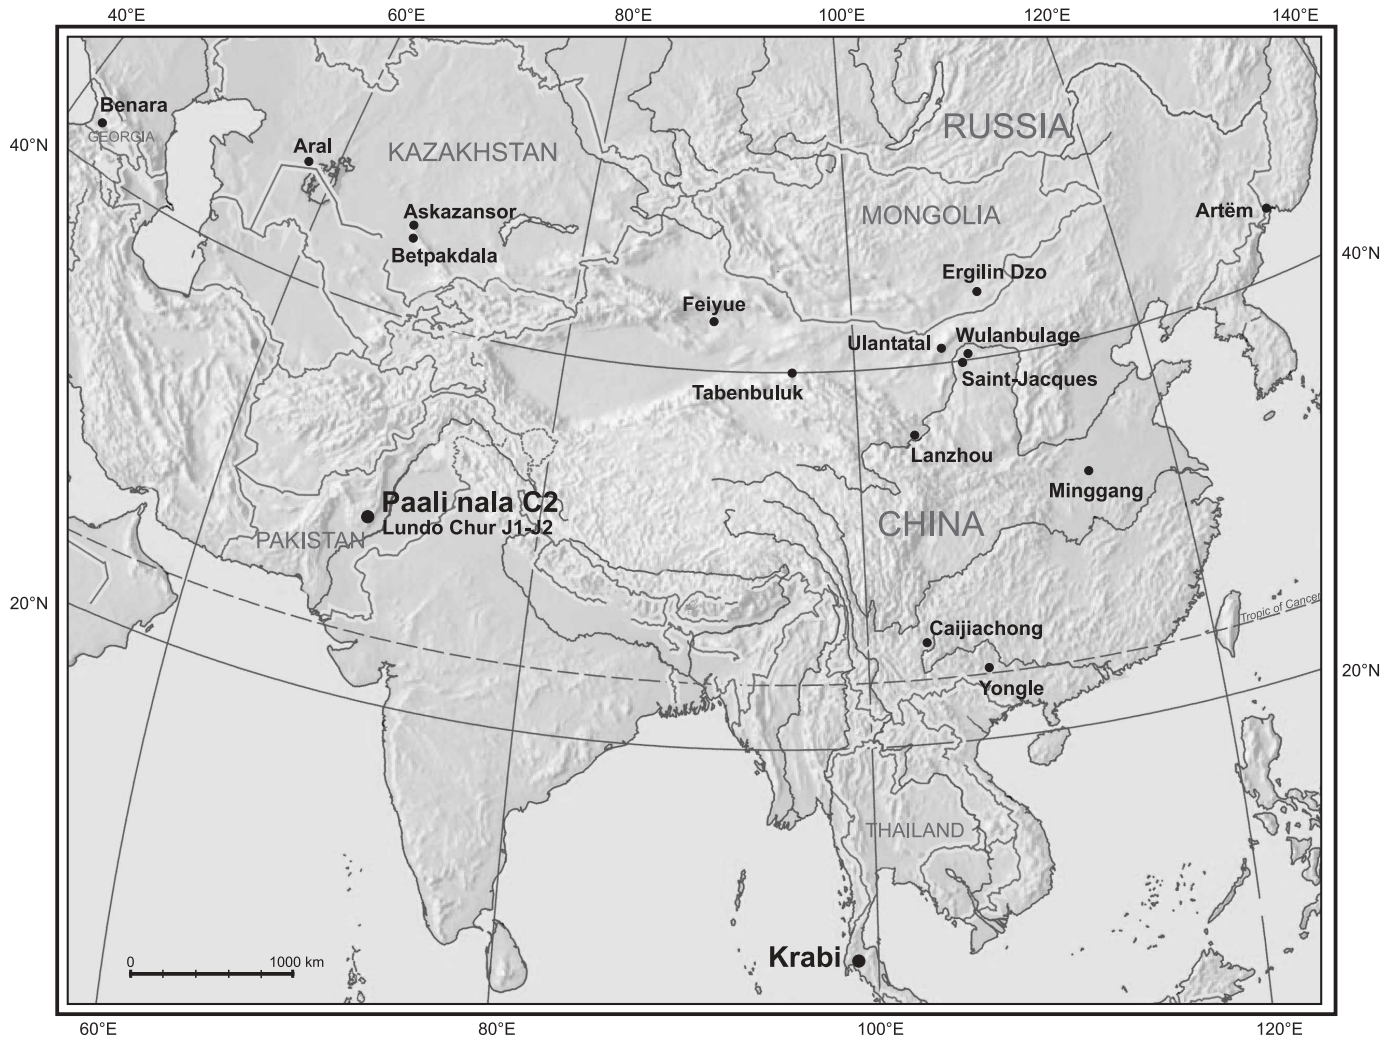 40°E 60°E 80°E 100°E 120°E 140°E
Benara
GEORGIA
40°N
Aral
KAZAKHSTAN
RUSSIA
Askazansor
MONGOLIA
Artëm
Betpakdala
40°N
Ergilin Dzo
Feiyue
Ulantatal
Wulanbulage
Saint-Jacques
Tabenbuluk
Lanzhou
Minggang
Paali nala C2
Lundo Chur J1-J2
CHINA
PAKISTAN
20°N
Tropic of Cancer
Caijiachong
20°N
Yongle
THAILAND
Krabi
0 1000 km
60°E 80°E 100°E 120°E